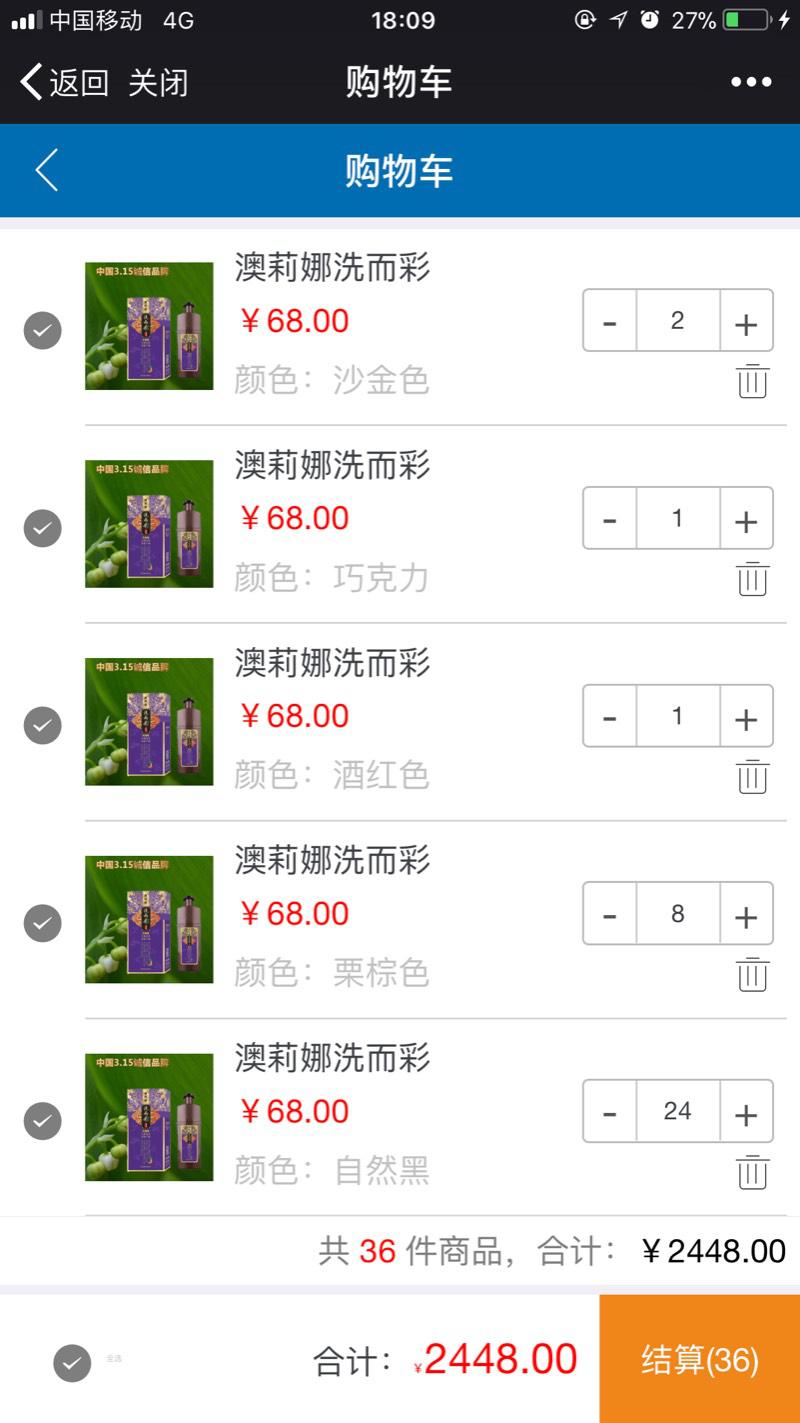 中国移动 4G 18:09 27%
返回 关闭 购物车
购物车
中国3.15诚信品牌
澳莉娜洗而彩
¥68.00
- 2 +
颜色：沙金色
中国3.15诚信品牌
澳莉娜洗而彩
¥68.00
- 1 +
颜色：巧克力
中国3.15诚信品牌
澳莉娜洗而彩
¥68.00
- 1 +
颜色：酒红色
中国3.15诚信品牌
澳莉娜洗而彩
¥68.00
- 8 +
颜色：栗棕色
中国3.15诚信品牌
澳莉娜洗而彩
¥68.00
- 24 +
颜色：自然黑
共 36 件商品，合计：¥2448.00
全选 合计：¥2448.00 结算(36)